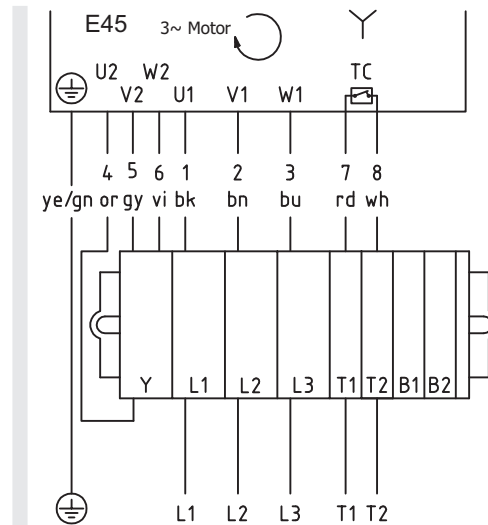 E45 3~ Motor
TC
U2 W2
V2 U1 V1 W1
4 5 6 1 2 3 7 8
ye/gn or gy vi bk bn bu rd wh
Y L1 L2 L3 T1 T2 B1 B2
L1 L2 L3 T1 T2